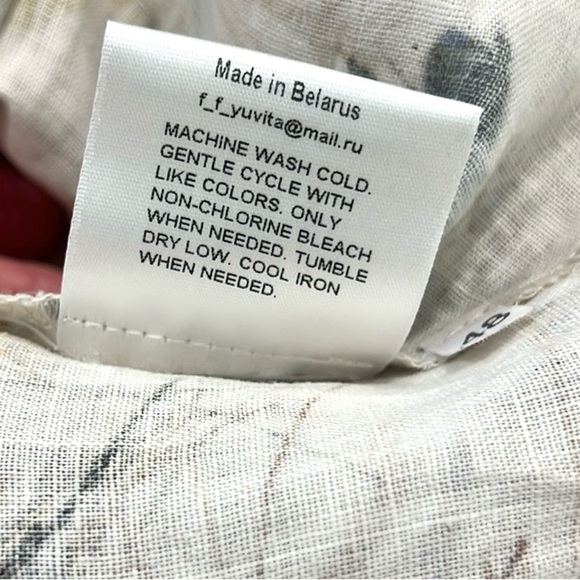 Made in Belarus
f_f_yuvita@mail.ru
MACHINE WASH COLD.
GENTLE CYCLE WITH
LIKE COLORS. ONLY
NON-CHLORINE BLEACH
WHEN NEEDED. TUMBLE
DRY LOW. COOL IRON
WHEN NEEDED.
48